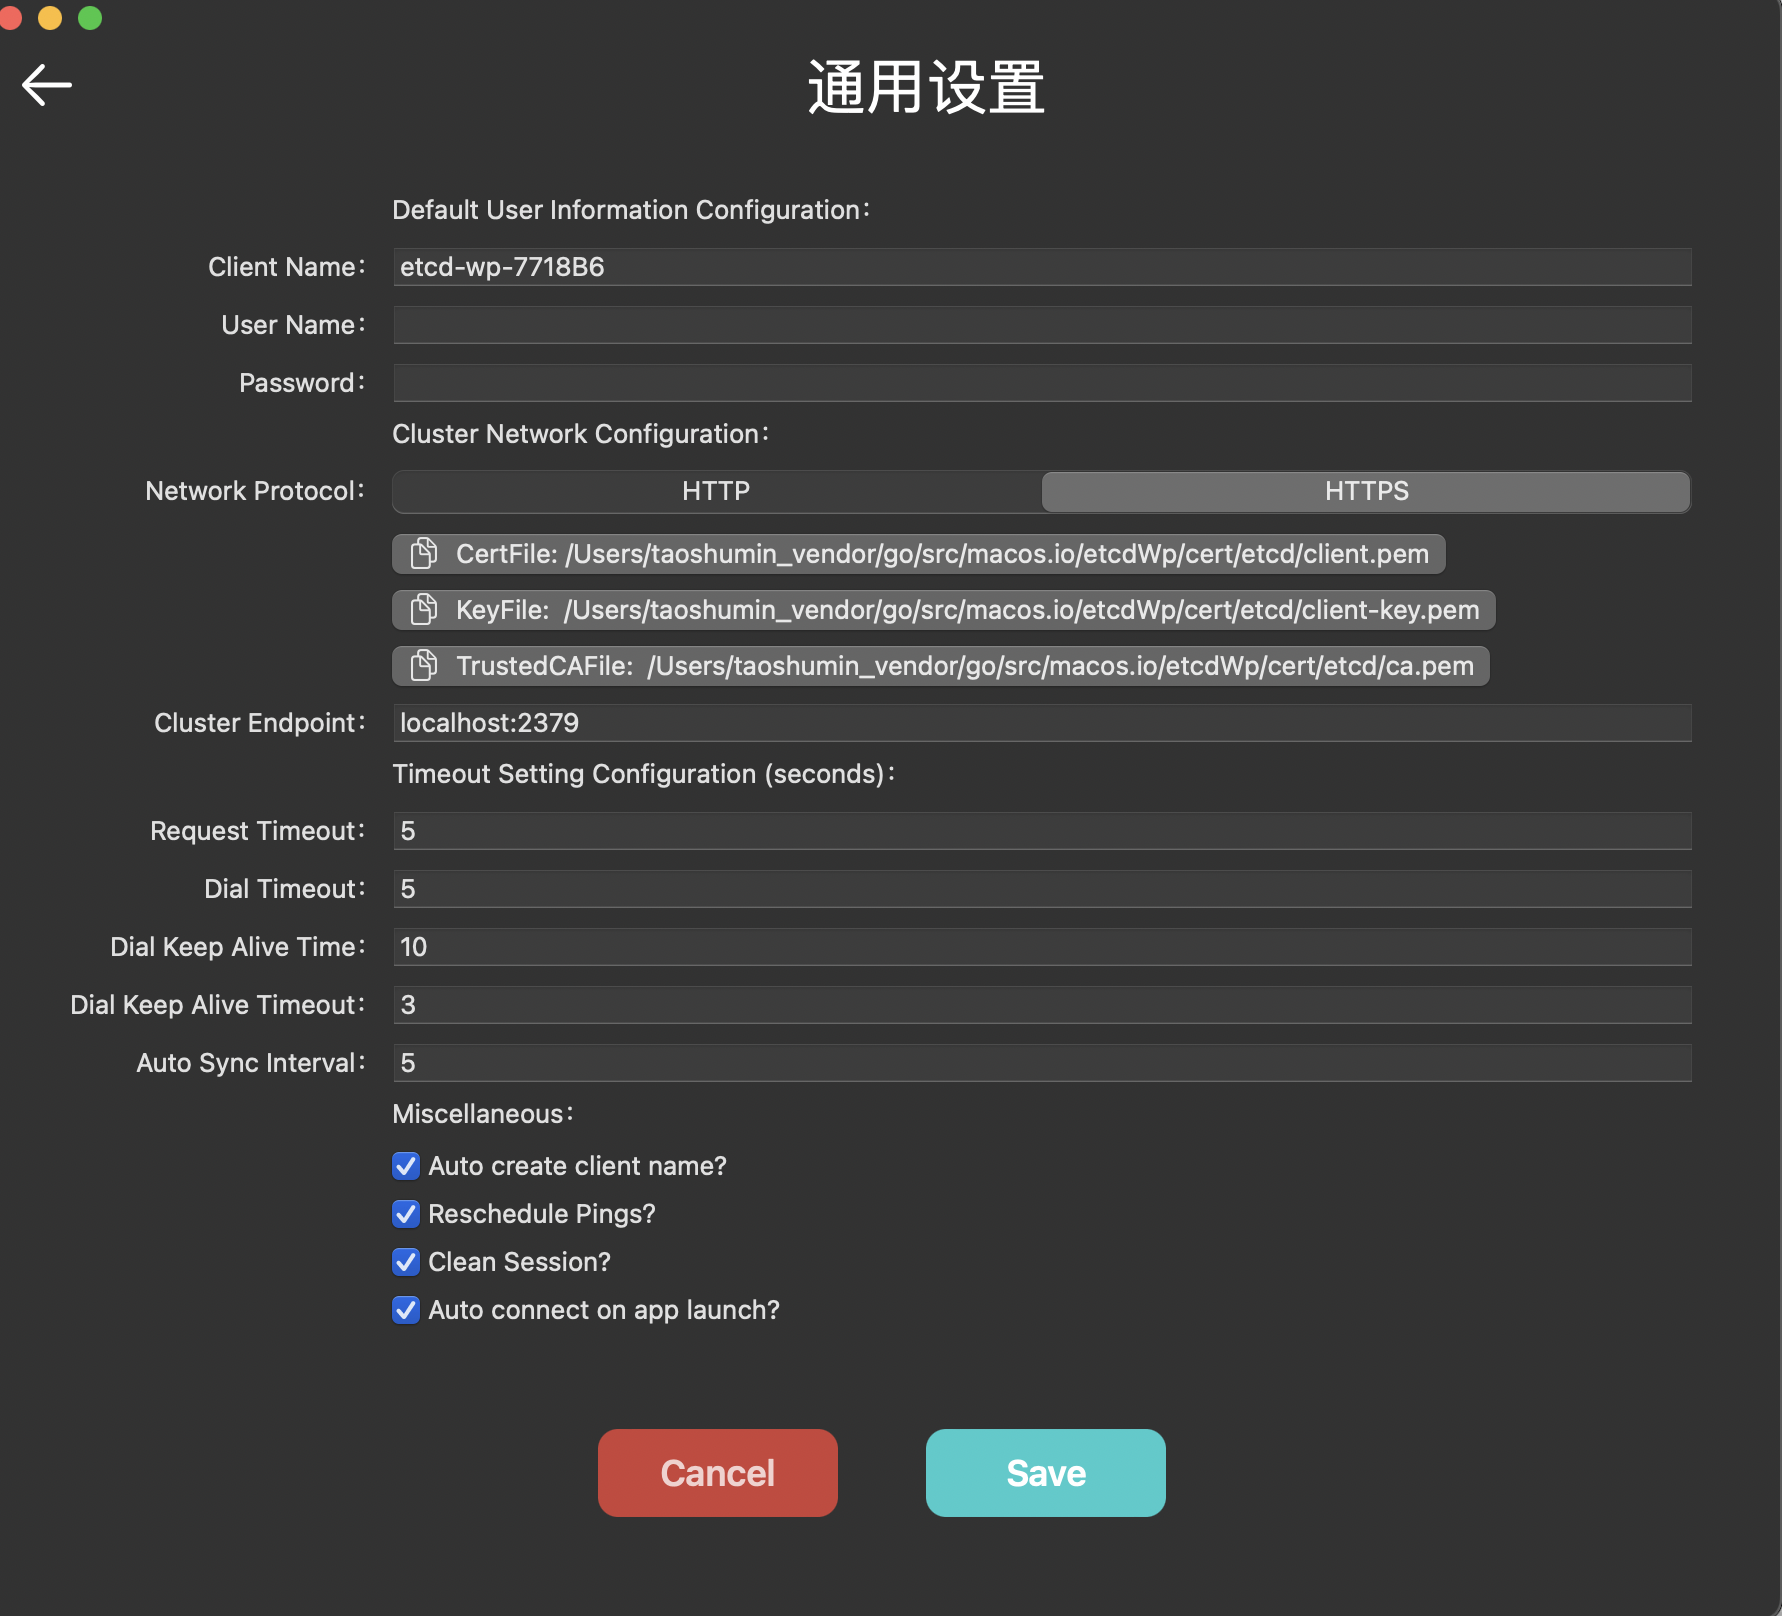 通用设置
Default User Information Configuration：
Client Name： etcd-wp-7718B6
User Name：
Password：
Cluster Network Configuration：
Network Protocol： HTTP HTTPS
CertFile: /Users/taoshumin_vendor/go/src/macos.io/etcdWp/cert/etcd/client.pem
KeyFile: /Users/taoshumin_vendor/go/src/macos.io/etcdWp/cert/etcd/client-key.pem
TrustedCAFile: /Users/taoshumin_vendor/go/src/macos.io/etcdWp/cert/etcd/ca.pem
Cluster Endpoint： localhost:2379
Timeout Setting Configuration (seconds)：
Request Timeout： 5
Dial Timeout： 5
Dial Keep Alive Time： 10
Dial Keep Alive Timeout： 3
Auto Sync Interval： 5
Miscellaneous：
Auto create client name?
Reschedule Pings?
Clean Session?
Auto connect on app launch?
Cancel Save